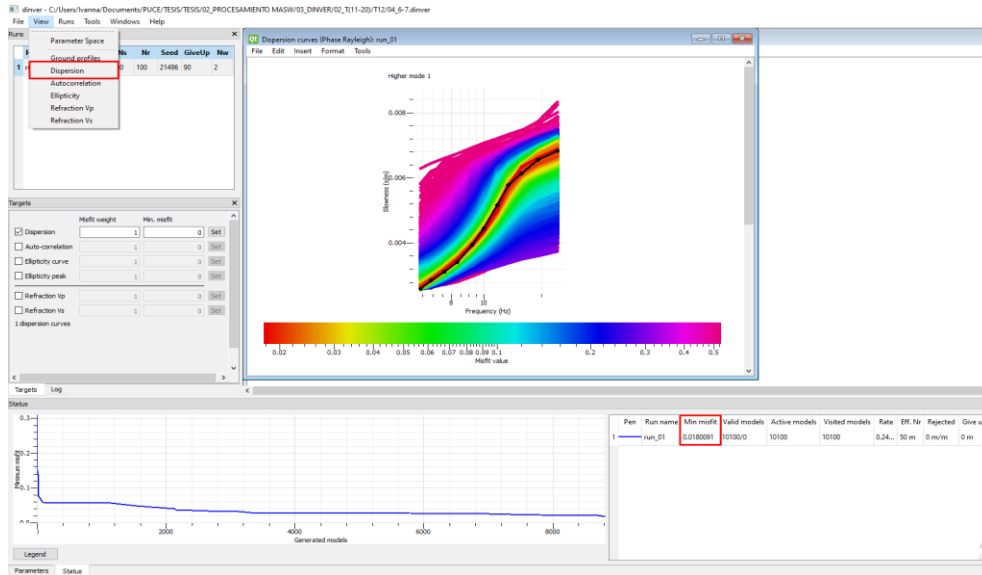 dinver - C:/Users/Ivanna/Documents/PUCE/TESIS/TESIS/02_PROCESAMIENTO MASW/03_DINVER/02_T(11-20)/T12/04_6-7.dinver
File View Runs Tools Windows Help
Runs
Parameter Space
Ground profiles
Dispersion
Autocorrelation
Ellipticity
Refraction Vp
Refraction Vs
Ns Nr Seed GiveUp Nw
1 100 21496 90 2
Dispersion curves (Phase Rayleigh): run_01
File Edit Insert Format Tools
Higher mode 1
Slowness (s/m)
0.008
0.006
0.004
6 10
Frequency (Hz)
0.02 0.03 0.04 0.05 0.06 0.07 0.08 0.09 0.1 0.2 0.3 0.4 0.5
Misfit value
Targets
Misfit weight Min. misfit
Dispersion 1 0 Set
Auto-correlation 1 0 Set
Ellipticity curve 1 0 Set
Ellipticity peak 1 0 Set
Refraction Vp 1 0 Set
Refraction Vs 1 0 Set
1 dispersion curves
Targets Log
Status
Minimum misfit
0.3
0.2
0.1
0.0
2000 4000 6000 8000
Generated models
Legend
Pen Run name Min misfit Valid models Active models Visited models Rate Eff. Nr Rejected Give u
1 run_01 0.0180091 10100/0 10100 10100 0.24... 50 m 0 m/m 0 m
Parameters Status